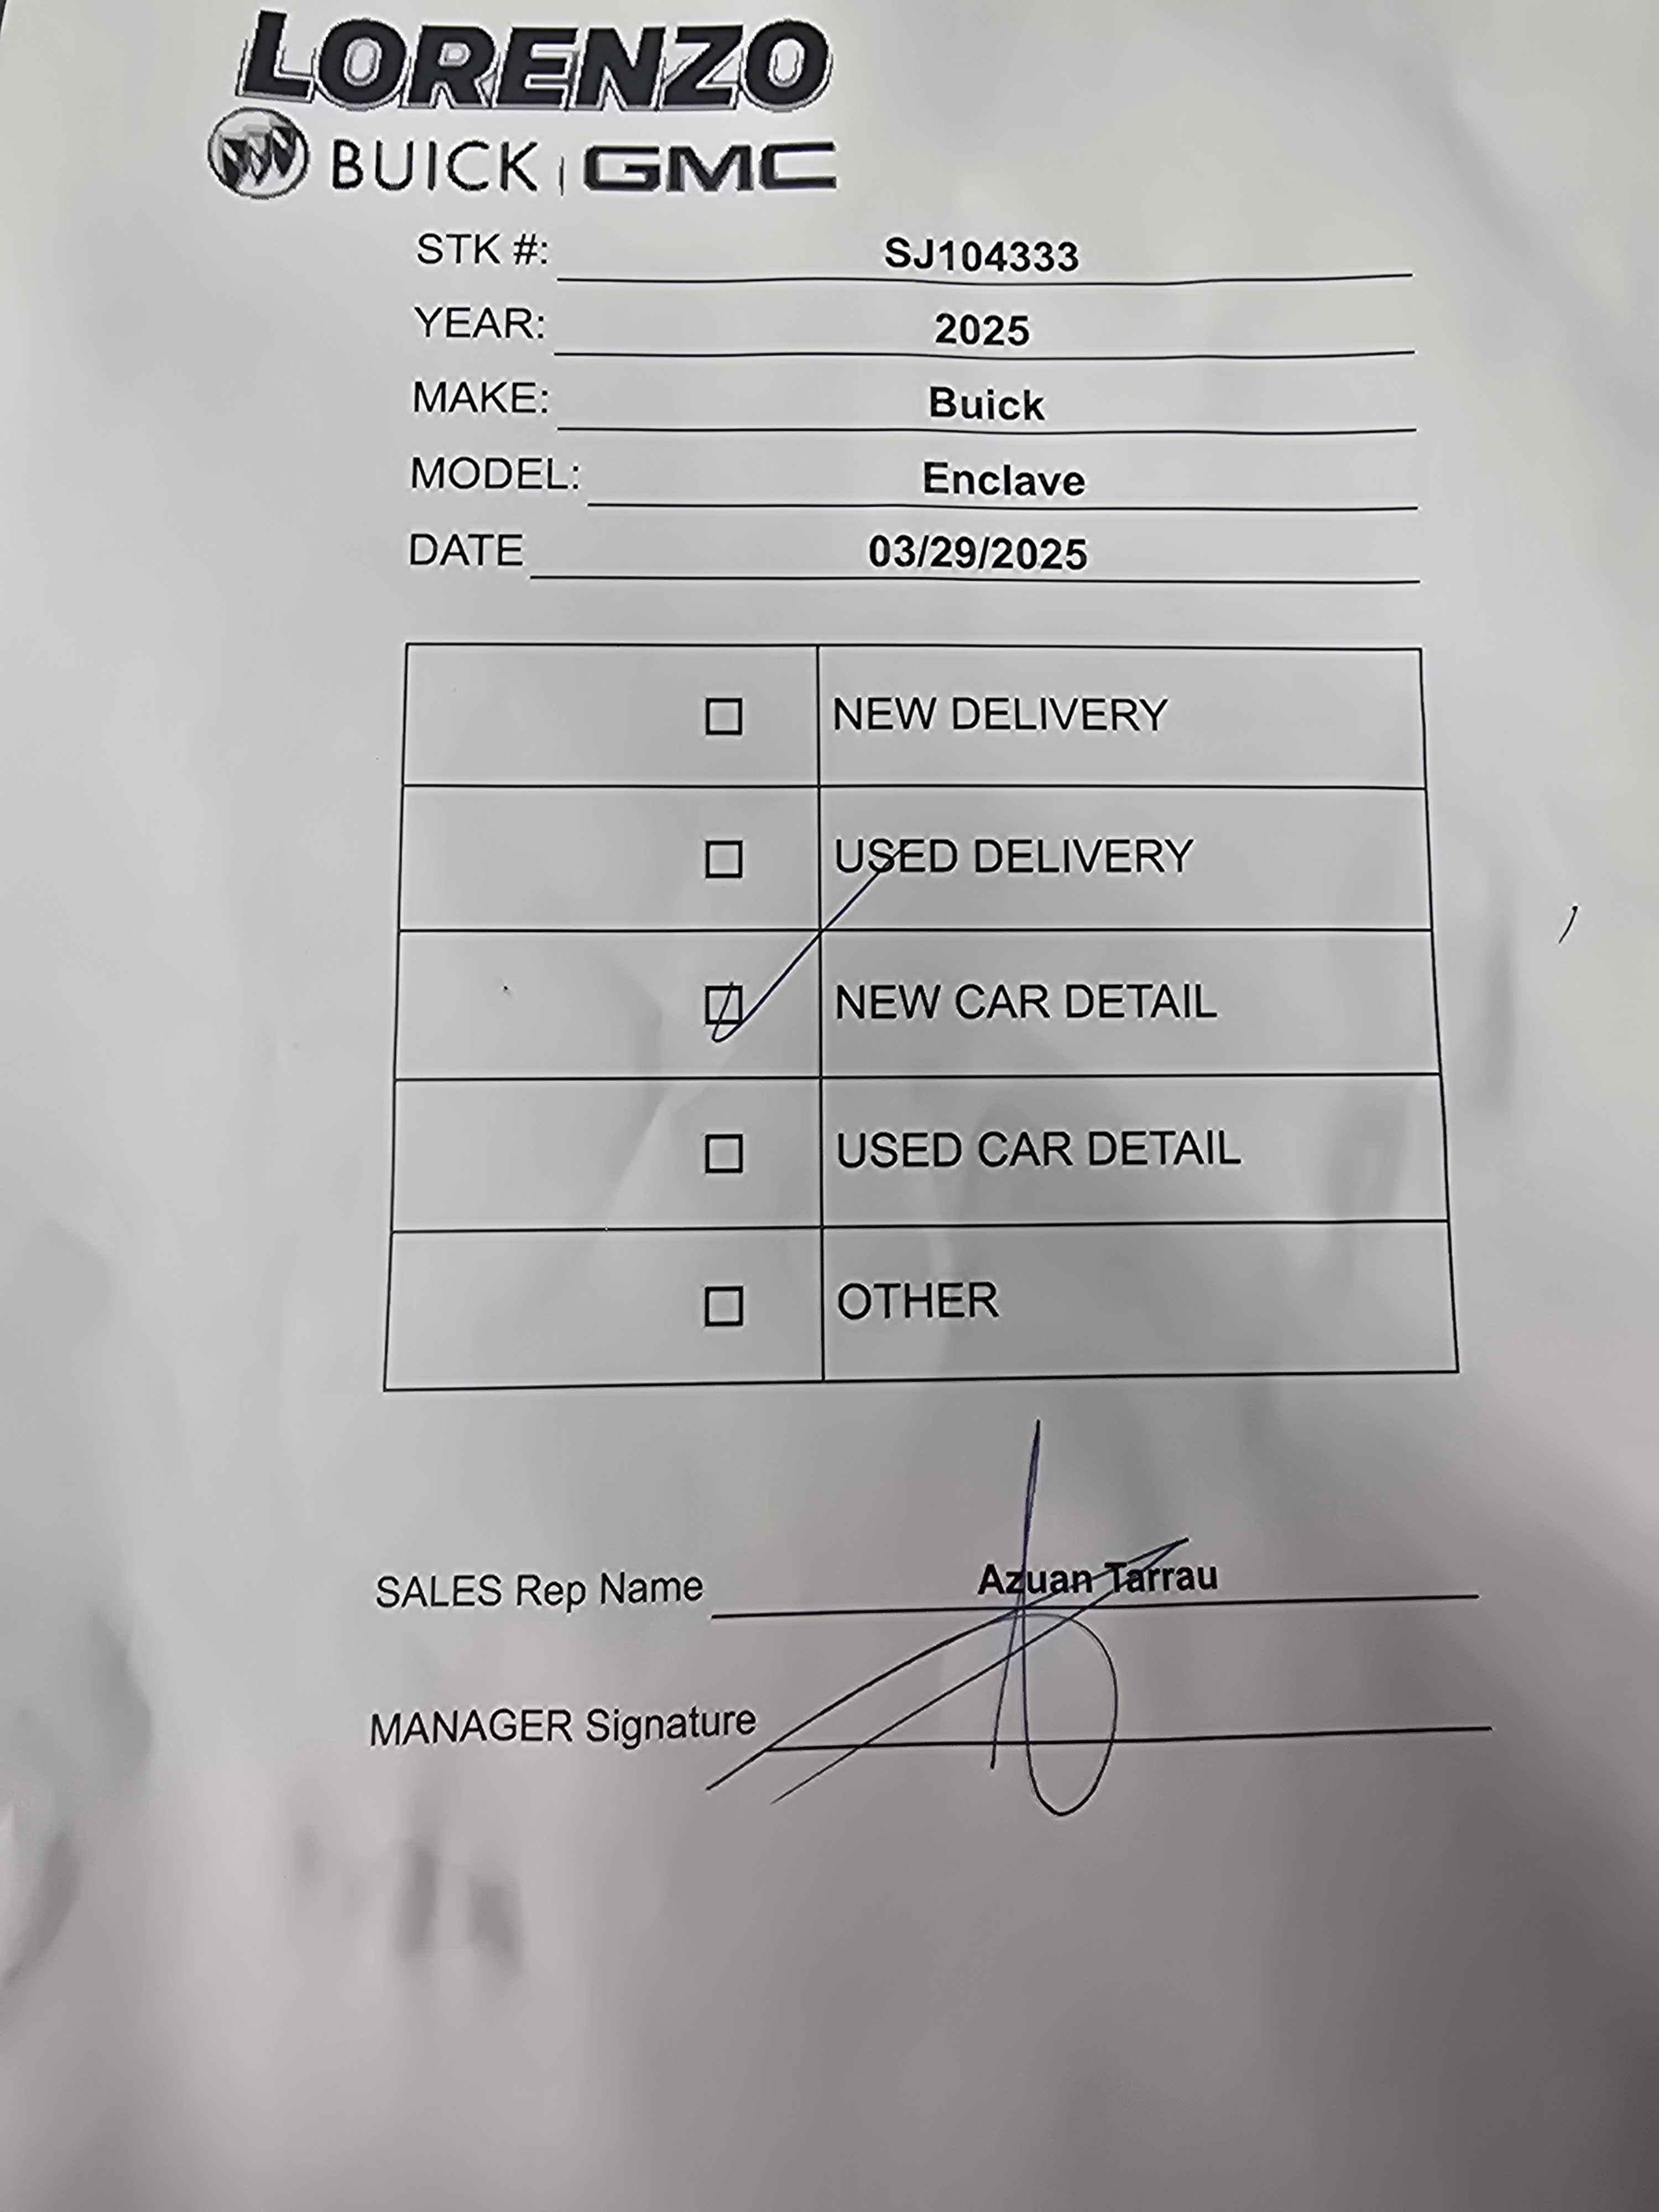 LORENZO
BUICK | GMC
STK #: SJ104333
YEAR: 2025
MAKE: Buick
MODEL: Enclave
DATE 03/29/2025
☐ NEW DELIVERY
☐ USED DELIVERY
☑ NEW CAR DETAIL
☐ USED CAR DETAIL
☐ OTHER
SALES Rep Name Azuan Tarrau
MANAGER Signature